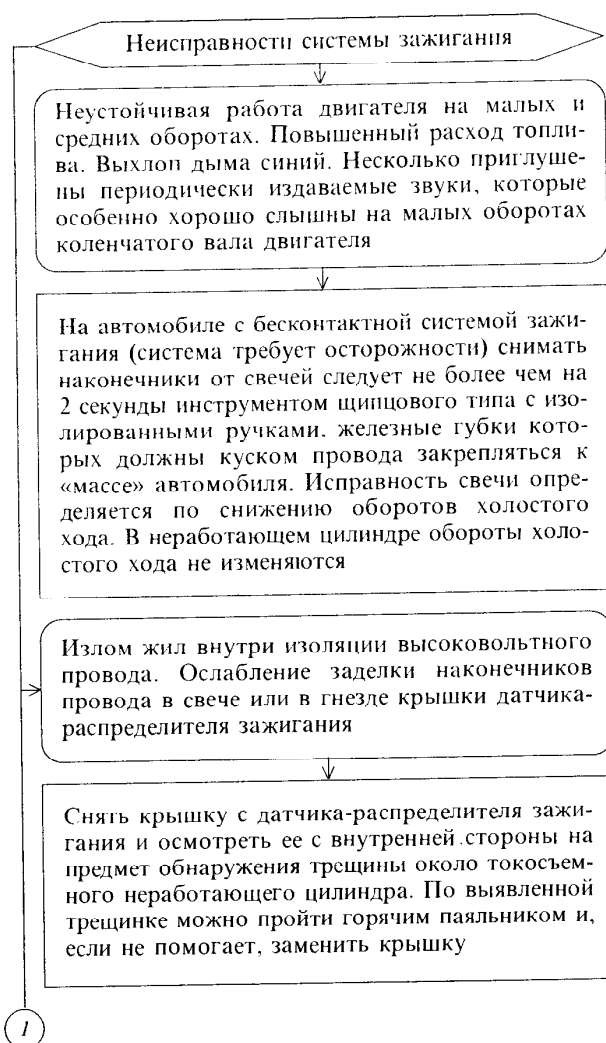 Неисправности системы зажигания
Неустойчивая работа двигателя на малых и
средних оборотах. Повышенный расход топли-
ва. Выхлоп дыма синий. Несколько приглуше-
ны периодически издаваемые звуки, которые
особенно хорошо слышны на малых оборотах
коленчатого вала двигателя
На автомобиле с бесконтактной системой зажи-
гания (система требует осторожности) снимать
наконечники от свечей следует не более чем на
2 секунды инструментом щипцового типа с изо-
лированными ручками, железные губки кото-
рых должны куском провода закрепляться к
«массе» автомобиля. Исправность свечи опре-
деляется по снижению оборотов холостого
хода. В неработающем цилиндре обороты холо-
стого хода не изменяются
Излом жил внутри изоляции высоковольтного
провода. Ослабление заделки наконечников
провода в свече или в гнезде крышки датчика-
распределителя зажигания
Снять крышку с датчика-распределителя зажи-
гания и осмотреть ее с внутренней стороны на
предмет обнаружения трещины около токосъем-
ного неработающего цилиндра. По выявленной
трещинке можно пройти горячим паяльником и,
если не помогает, заменить крышку
1